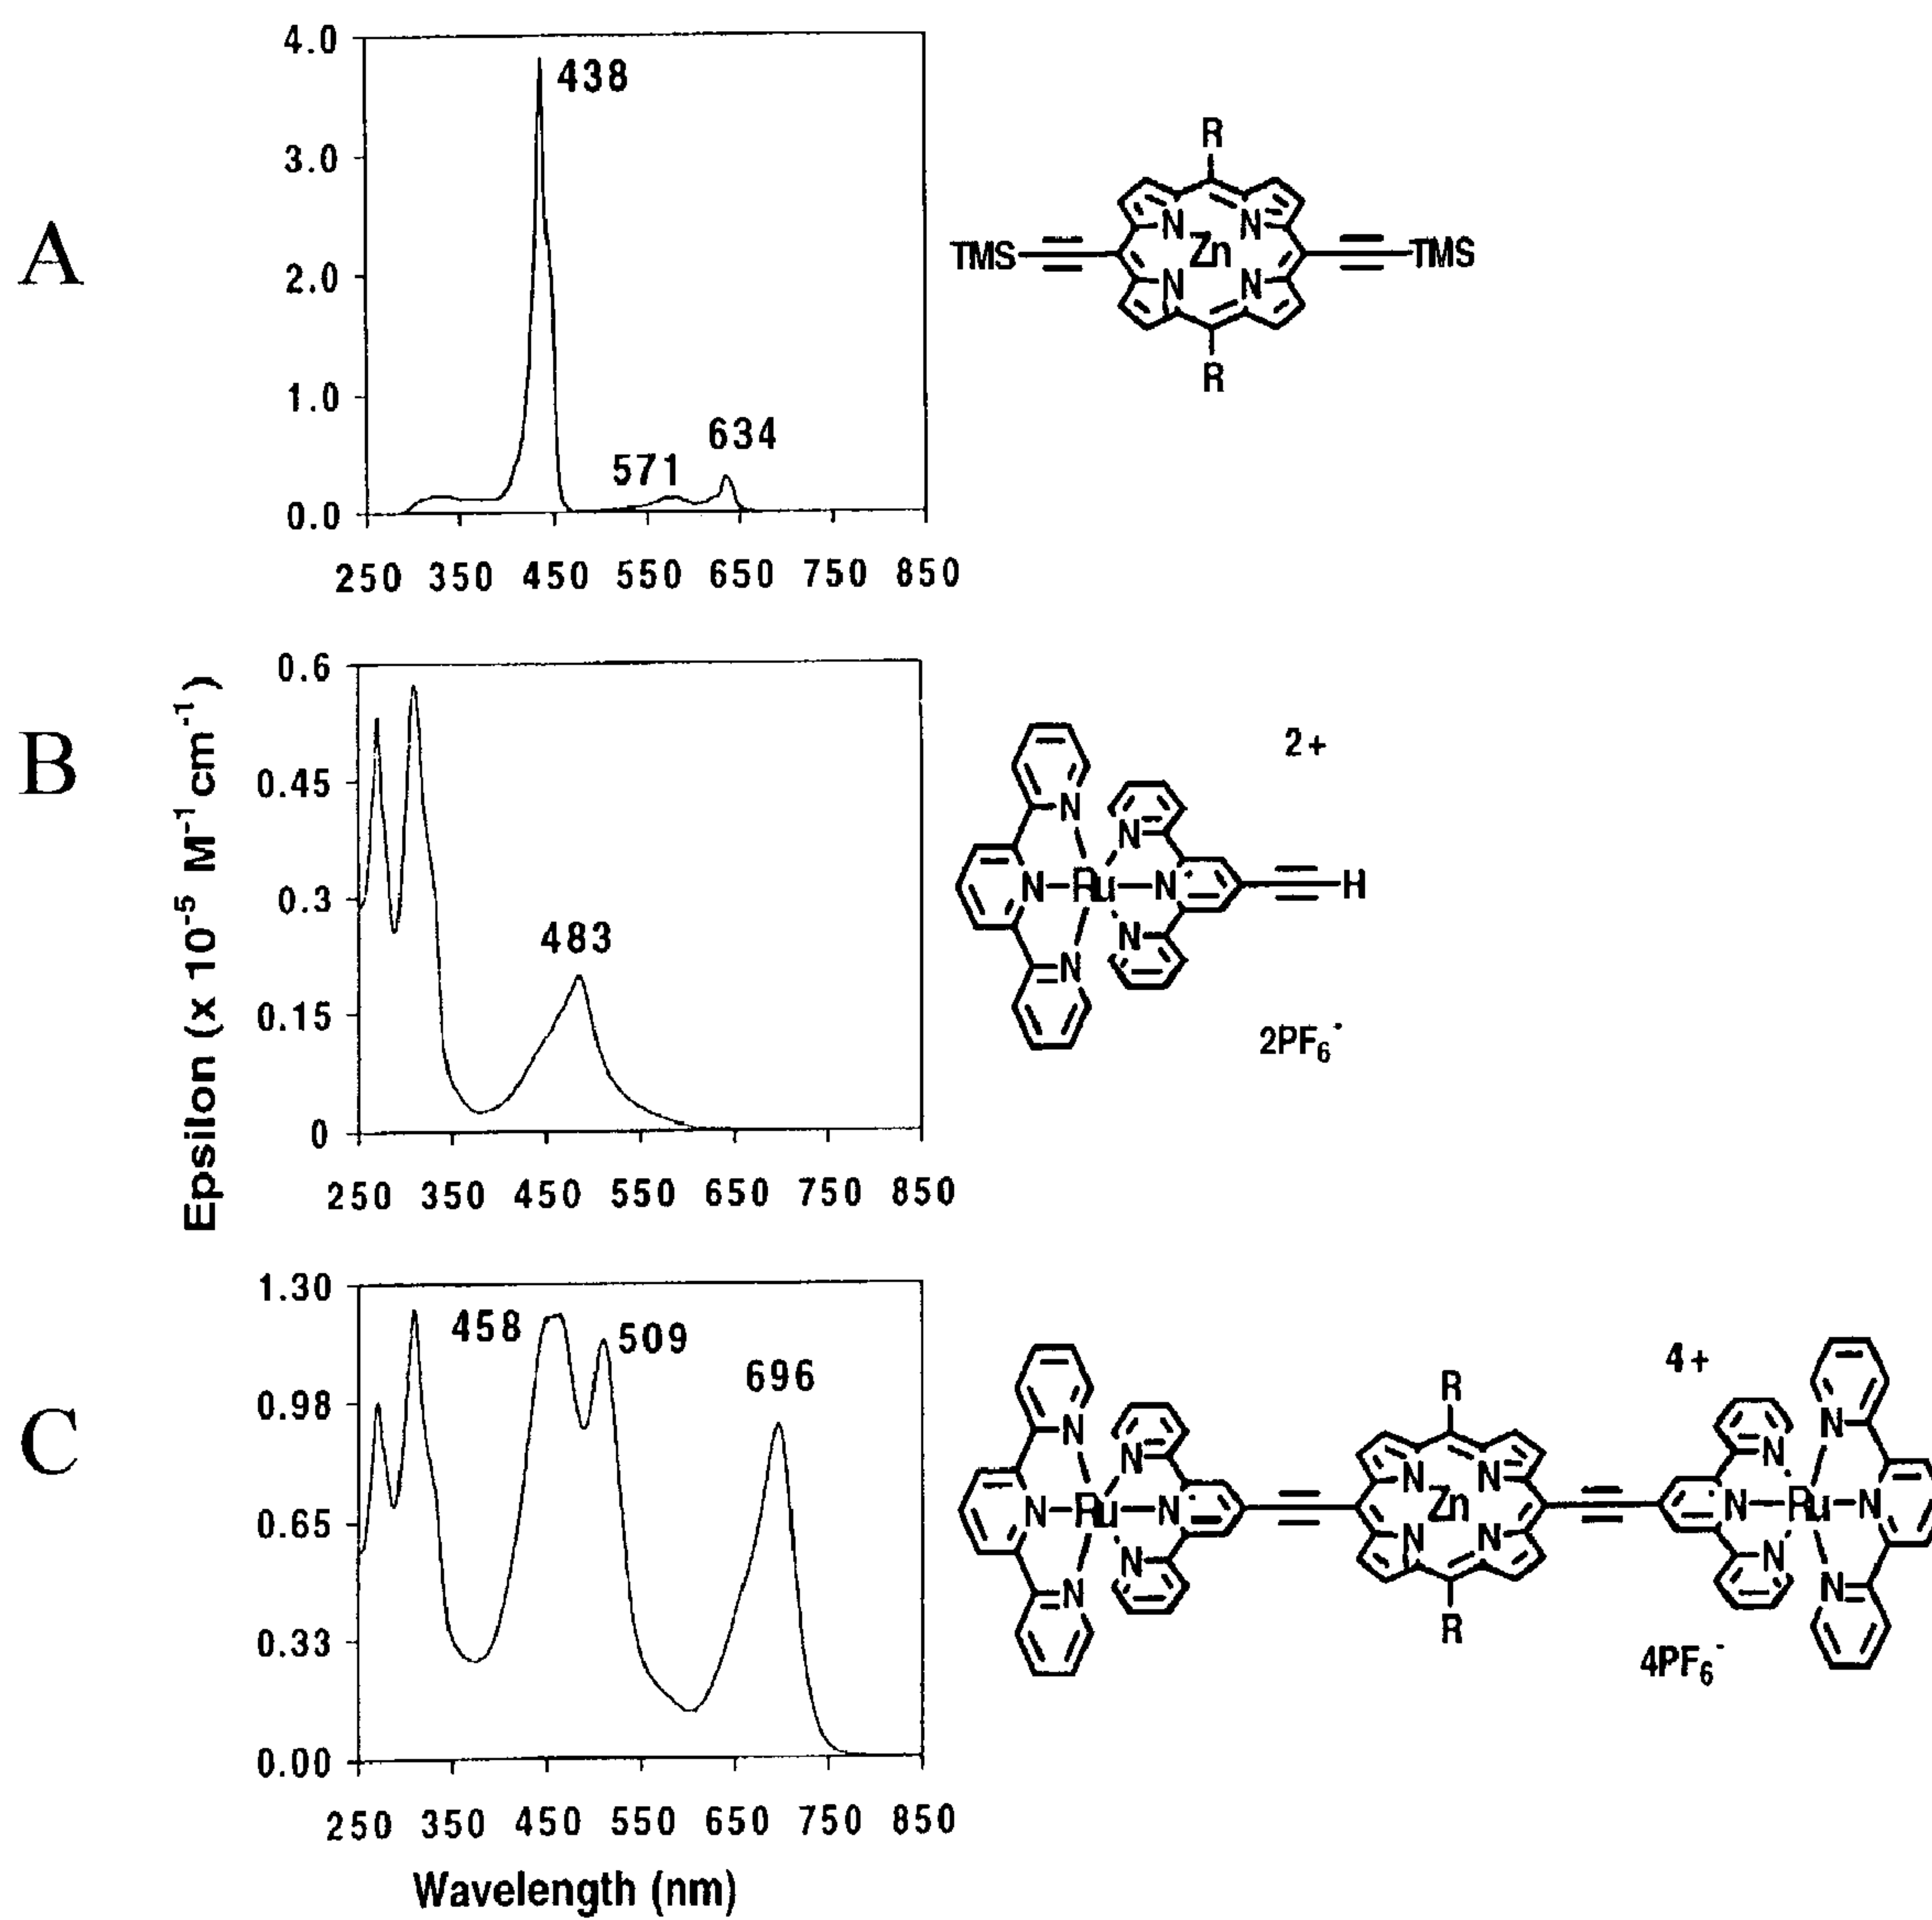 A
4.0
3.0
2.0
1.0
0.0
438
571
634
250 350 450 550 650 750 850
R
N N
Zn
N N
TMS
TMS
R
B
Epsilon (x 10⁻⁵ M⁻¹cm⁻¹)
0.6
0.45
0.3
0.15
0
483
250 350 450 550 650 750 850
2+
N
N
N Ru N
H
N
N
2PF₆⁻
C
1.30
0.98
0.65
0.33
0.00
458
509
696
250 350 450 550 650 750 850
Wavelength (nm)
4+
R
N N N N N N
N Ru N Zn N Ru N
N N N N N N
R
4PF₆⁻